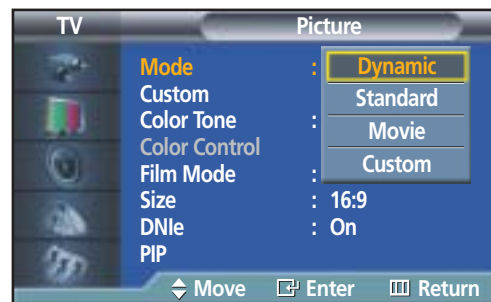 TV Picture
Mode : Dynamic
Custom Standard
Color Tone : Movie
Color Control Custom
Film Mode :
Size : 16:9
DNIe : On
PIP
Move Enter Return